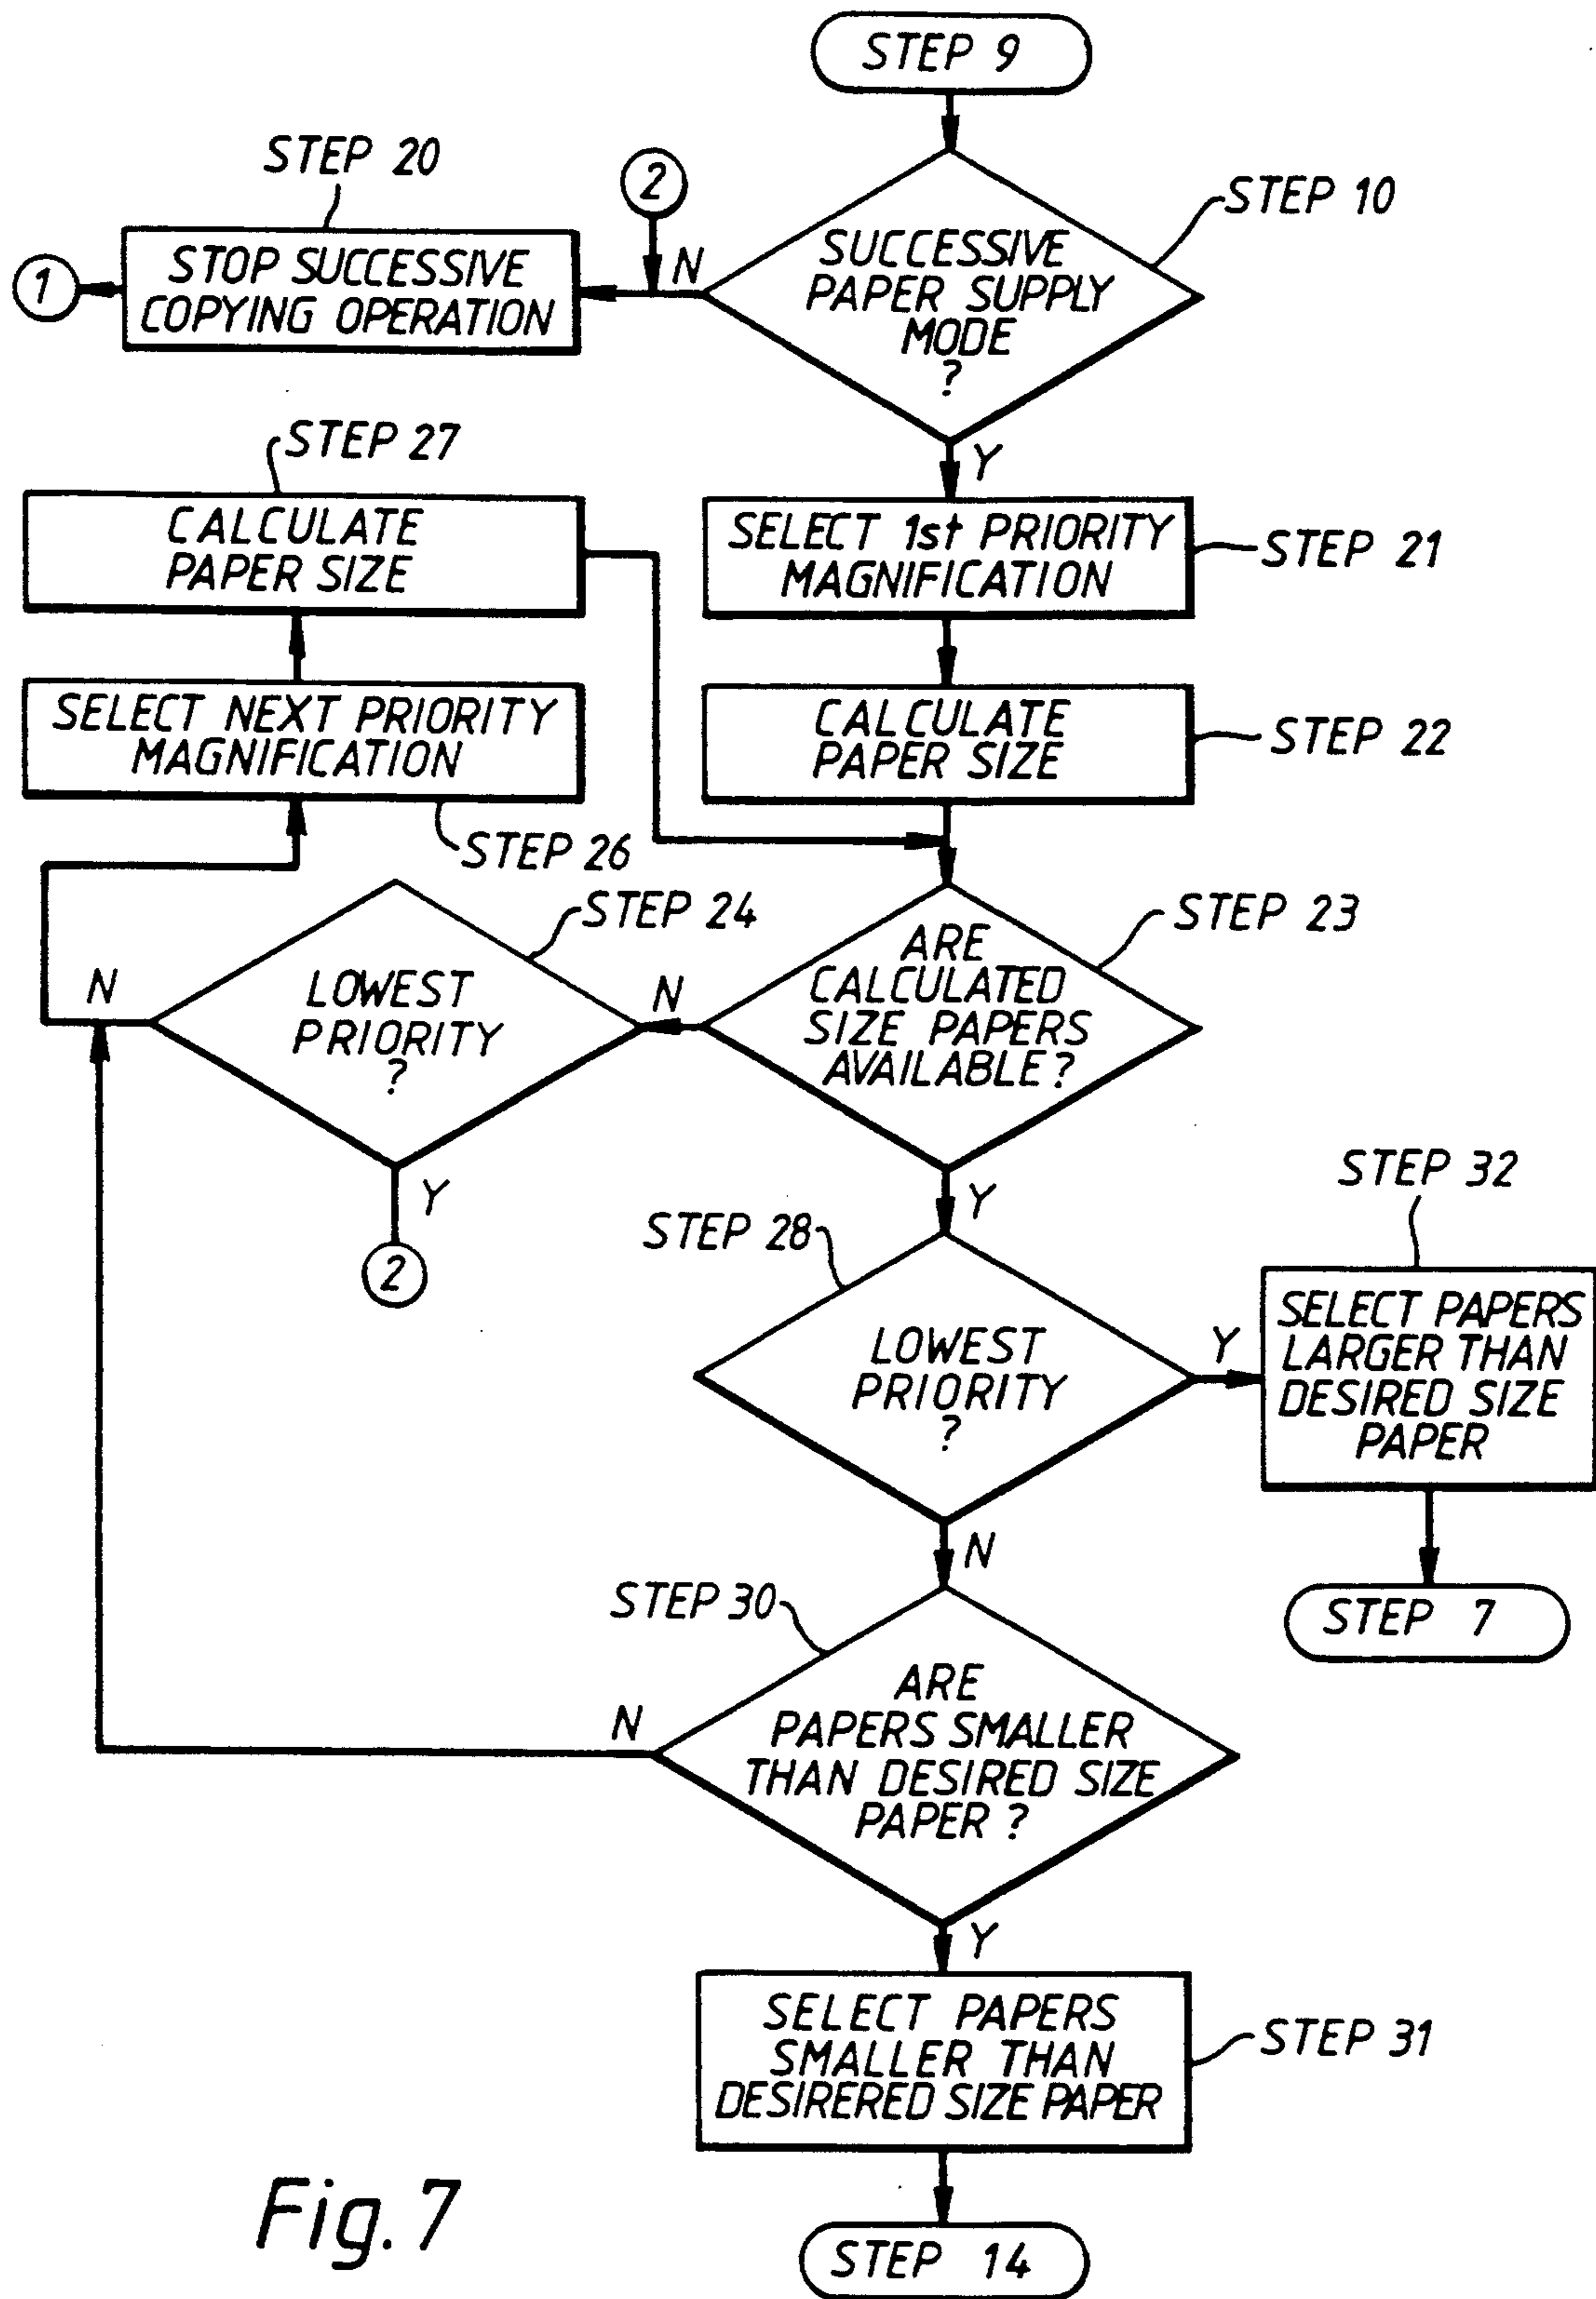 STEP 9
STEP 20
2
STEP 10
SUCCESSIVE
PAPER SUPPLY
MODE
?
N
1
STOP SUCCESSIVE
COPYING OPERATION
Y
STEP 27
CALCULATE
PAPER SIZE
SELECT 1st PRIORITY
MAGNIFICATION
STEP 21
SELECT NEXT PRIORITY
MAGNIFICATION
STEP 26
CALCULATE
PAPER SIZE
STEP 22
STEP 24
LOWEST
PRIORITY
?
N
Y
2
N
STEP 23
ARE
CALCULATED
SIZE PAPERS
AVAILABLE?
Y
STEP 28
LOWEST
PRIORITY
?
Y
STEP 32
SELECT PAPERS
LARGER THAN
DESIRED SIZE
PAPER
STEP 7
N
STEP 30
ARE
PAPERS SMALLER
THAN DESIRED SIZE
PAPER ?
N
Y
SELECT PAPERS
SMALLER THAN
DESIRERED SIZE PAPER
STEP 31
STEP 14
Fig. 7